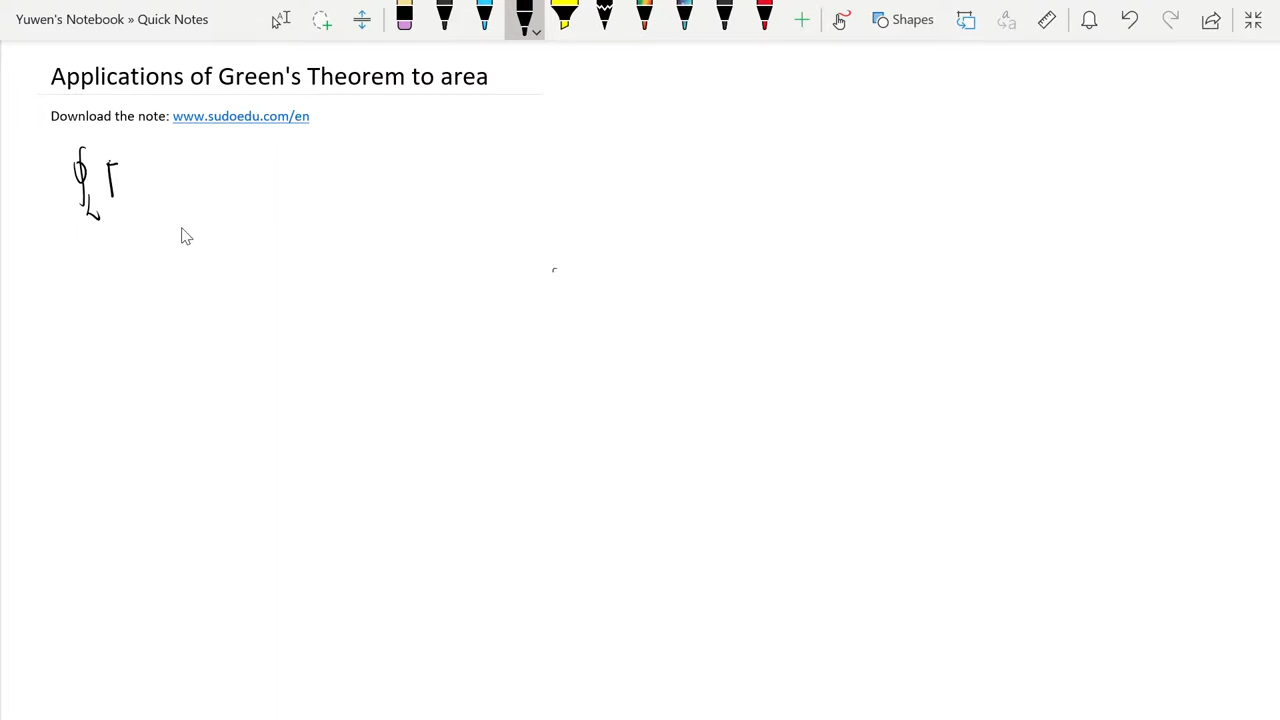 Yuwen's Notebook » Quick Notes
Shapes
Applications of Green's Theorem to area
Download the note: www.sudoedu.com/en
∮L